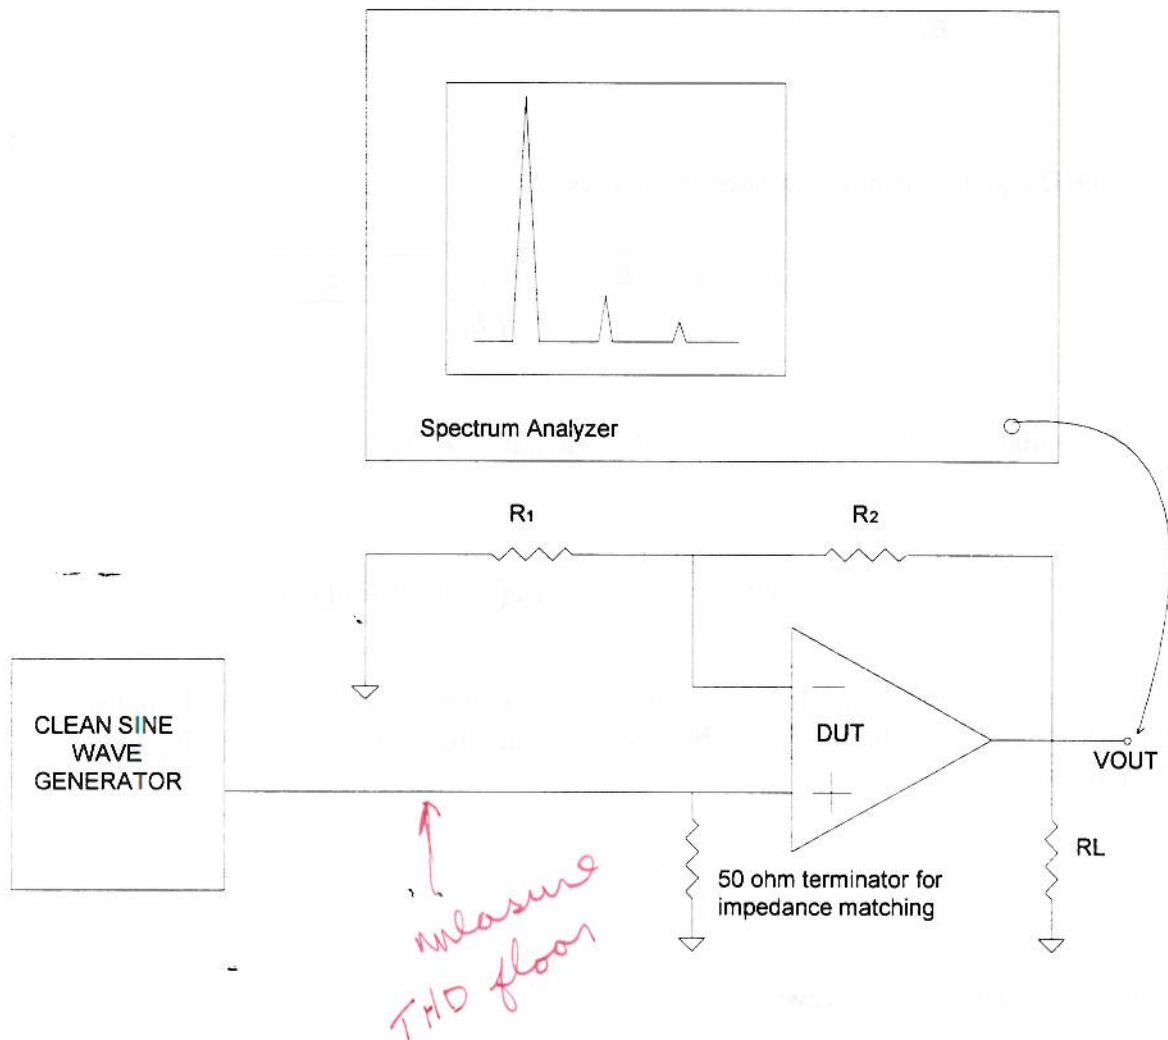 Spectrum Analyzer
R1
R2
CLEAN SINE
WAVE
GENERATOR
DUT
VOUT
RL
50 ohm terminator for
impedance matching
measure
THD floor